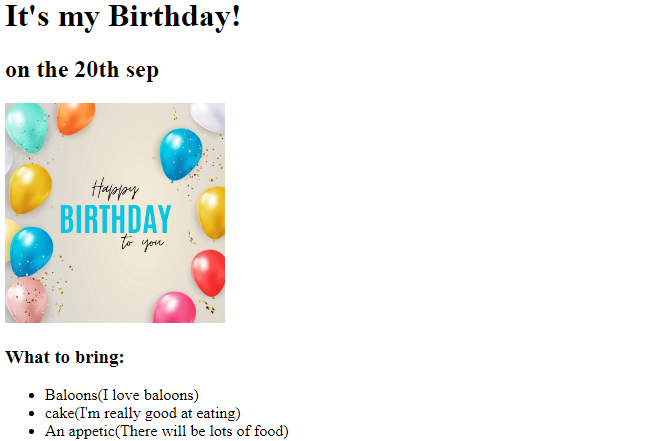 It's my Birthday!
on the 20th sep
Happy
BIRTHDAY
to you
What to bring:
Baloons(I love baloons)
cake(I'm really good at eating)
An appetic(There will be lots of food)